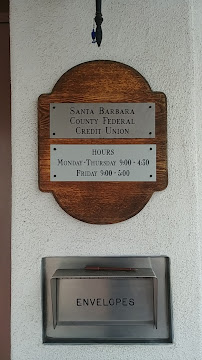 Santa Barbara
County Federal
Credit Union
Hours
Monday-Thursday 9:00-4:30
Friday 9:00-5:00
ENVELOPES